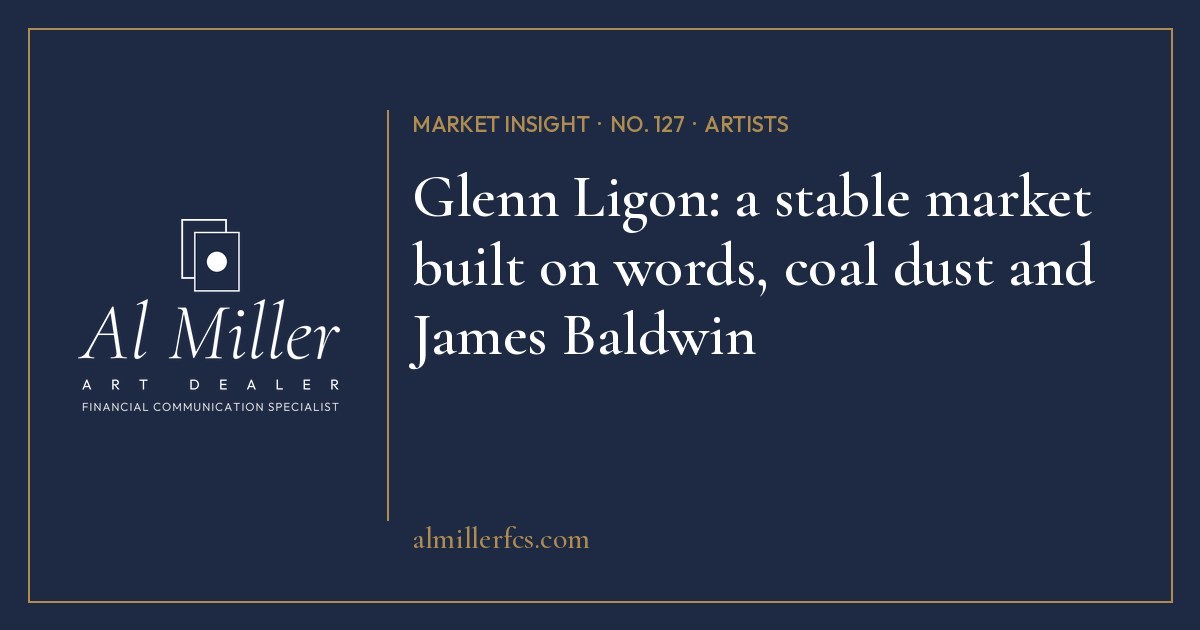 Al Miller
ART DEALER
FINANCIAL COMMUNICATION SPECIALIST
MARKET INSIGHT · NO. 127 · ARTISTS
Glenn Ligon: a stable market
built on words, coal dust and
James Baldwin
almillerfcs.com